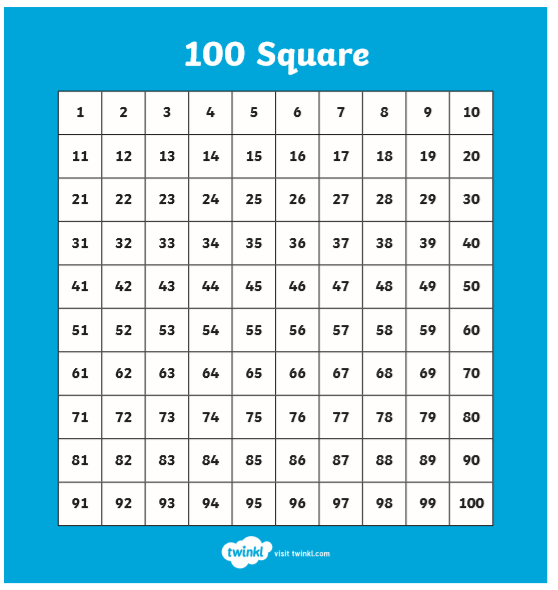 100 Square
1 2 3 4 5 6 7 8 9 10
11 12 13 14 15 16 17 18 19 20
21 22 23 24 25 26 27 28 29 30
31 32 33 34 35 36 37 38 39 40
41 42 43 44 45 46 47 48 49 50
51 52 53 54 55 56 57 58 59 60
61 62 63 64 65 66 67 68 69 70
71 72 73 74 75 76 77 78 79 80
81 82 83 84 85 86 87 88 89 90
91 92 93 94 95 96 97 98 99 100
twinkl visit twinkl.com